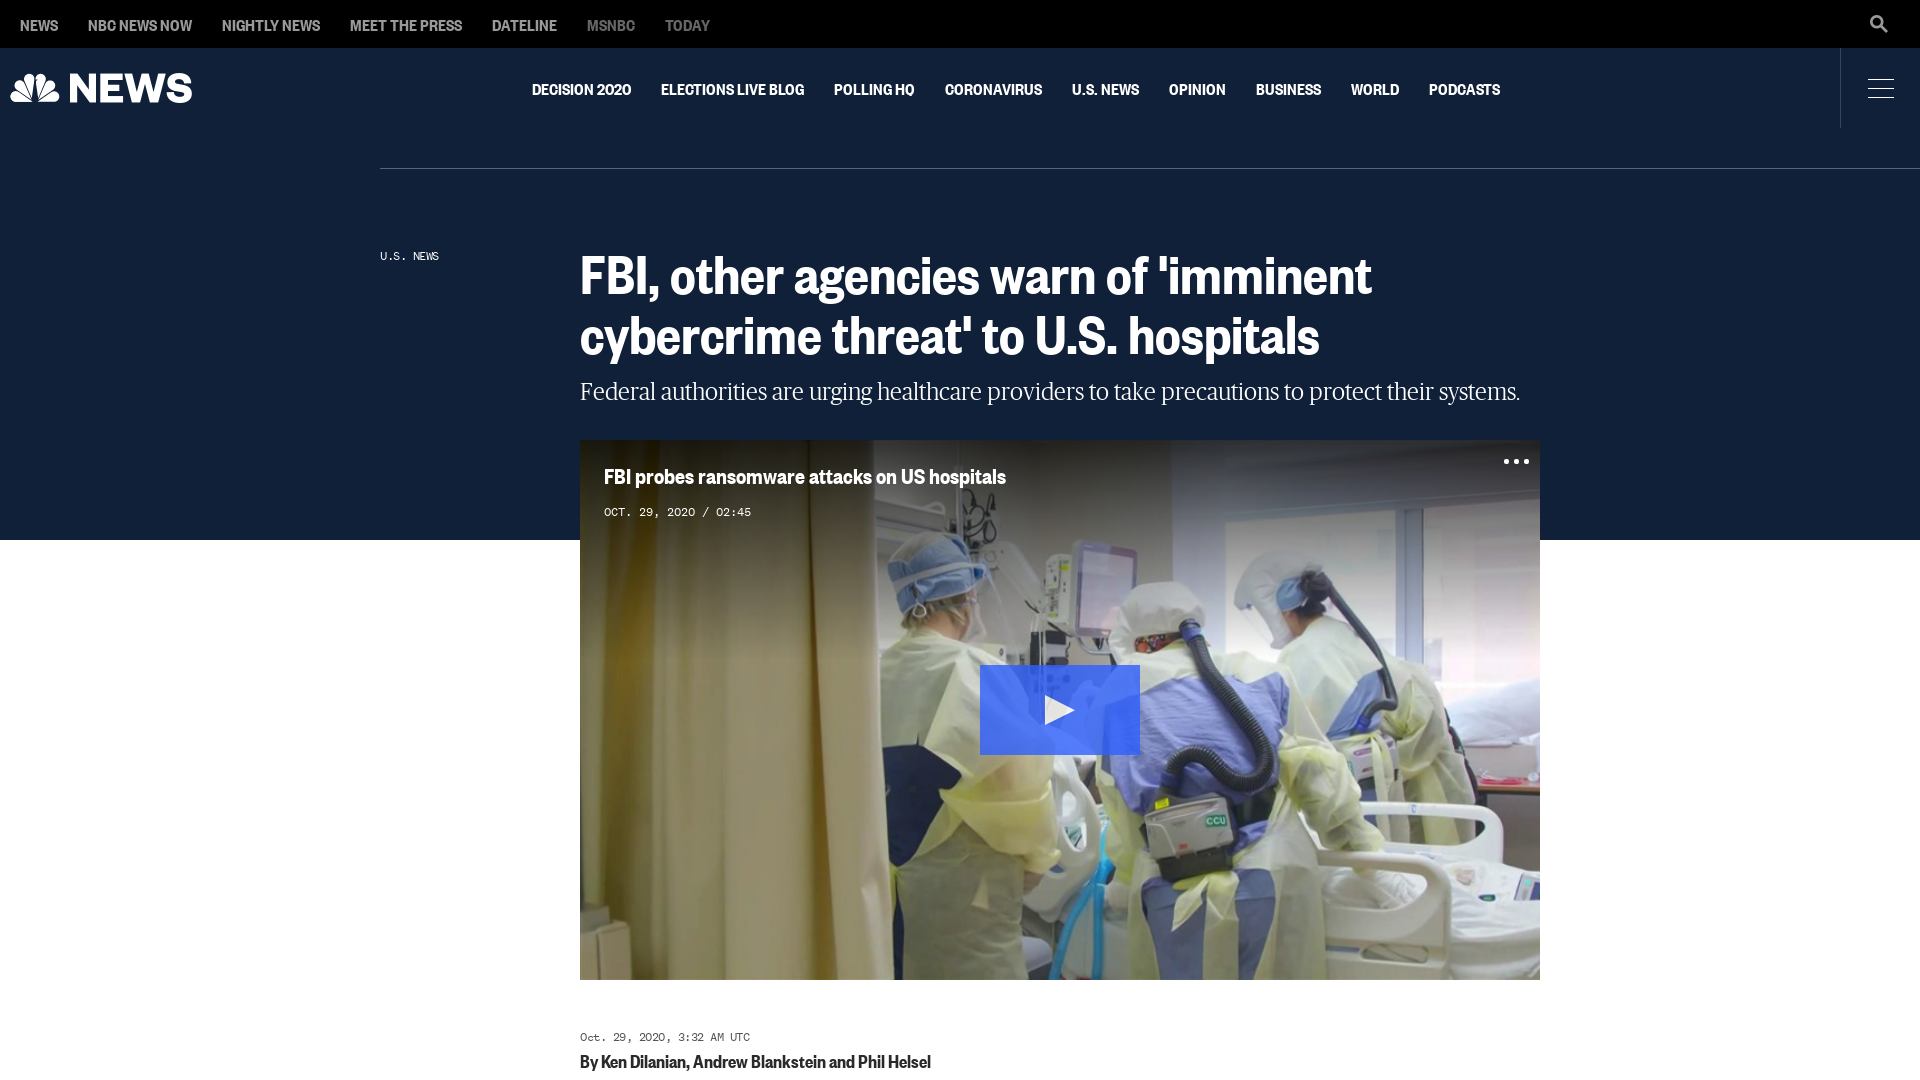 NEWS NBC NEWS NOW NIGHTLY NEWS MEET THE PRESS DATELINE MSNBC TODAY
NEWS DECISION 2020 ELECTIONS LIVE BLOG POLLING HQ CORONAVIRUS U.S. NEWS OPINION BUSINESS WORLD PODCASTS
U.S. NEWS
FBI, other agencies warn of 'imminent
cybercrime threat' to U.S. hospitals
Federal authorities are urging healthcare providers to take precautions to protect their systems.
FBI probes ransomware attacks on US hospitals
OCT. 29, 2020 / 02:45
CCU
3M
Oct. 29, 2020, 3:32 AM UTC
By Ken Dilanian, Andrew Blankstein and Phil Helsel